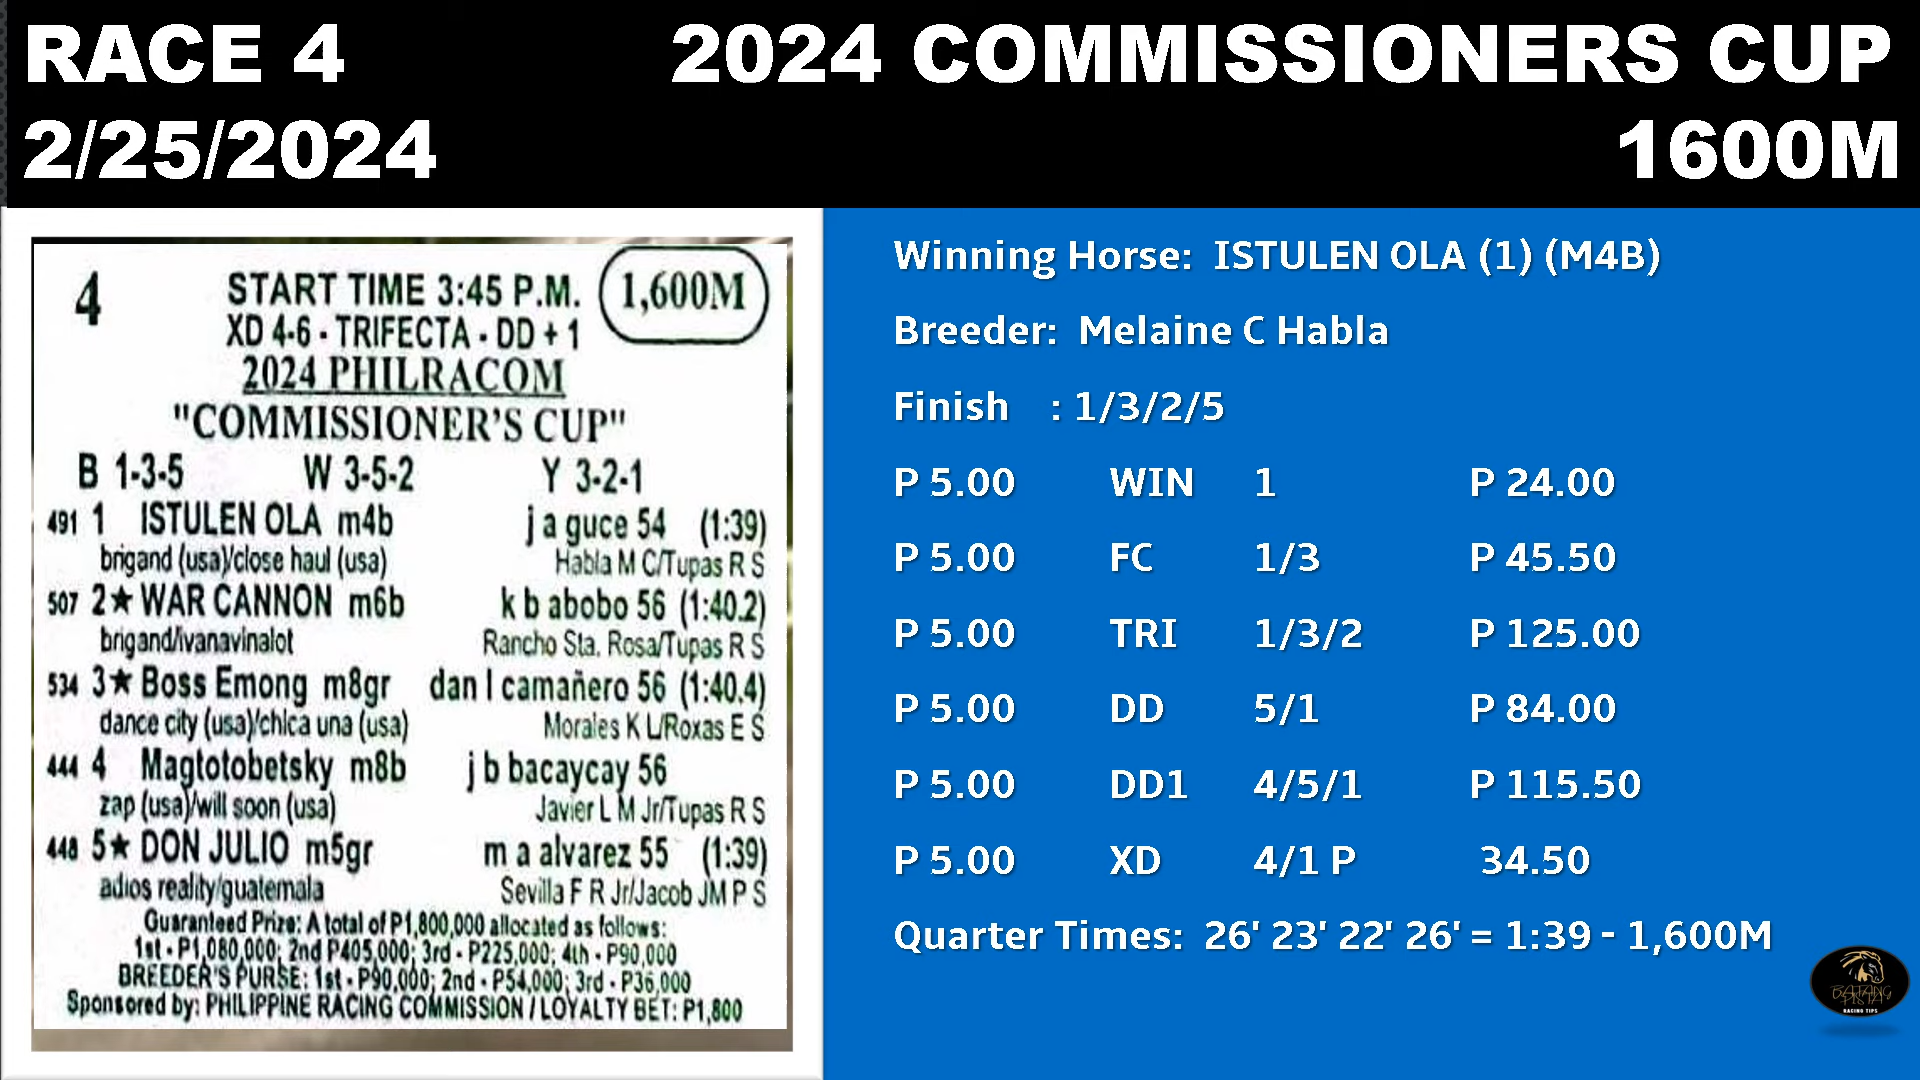 RACE 4 2024 COMMISSIONERS CUP
2/25/2024 1600M
4 START TIME 3:45 P.M. 1,600M
XD 4-6 - TRIFECTA - DD + 1
2024 PHILRACOM
"COMMISSIONER'S CUP"
B 1-3-5 W 3-5-2 Y 3-2-1
491 1 ISTULEN OLA m4b j a guce 54 (1:39)
brigand (usa)/close haul (usa) Habla M C/Tupas R S
507 2★ WAR CANNON m6b k b abobo 56 (1:40.2)
brigand/ivanavinalot Rancho Sta. Rosa/Tupas R S
534 3★ Boss Emong m8gr dan l camañero 56 (1:40.4)
dance city (usa)/chica una (usa) Morales K L/Roxas E S
444 4 Magtotobetsky m8b j b bacaycay 56
zap (usa)/will soon (usa) Javier L M Jr/Tupas R S
448 5★ DON JULIO m5gr m a alvarez 55 (1:39)
adios reality/guatemala Sevilla F R Jr/Jacob JM P S
Guaranteed Prize: A total of P1,800,000 allocated as follows:
1st - P1,080,000; 2nd P405,000; 3rd - P225,000; 4th - P90,000
BREEDER'S PURSE: 1st - P90,000; 2nd - P54,000; 3rd - P36,000
Sponsored by: PHILIPPINE RACING COMMISSION / LOYALTY BET: P1,800
Winning Horse: ISTULEN OLA (1) (M4B)
Breeder: Melaine C Habla
Finish : 1/3/2/5
P 5.00 WIN 1 P 24.00
P 5.00 FC 1/3 P 45.50
P 5.00 TRI 1/3/2 P 125.00
P 5.00 DD 5/1 P 84.00
P 5.00 DD1 4/5/1 P 115.50
P 5.00 XD 4/1 P 34.50
Quarter Times: 26' 23' 22' 26' = 1:39 - 1,600M
BATANG
PISTA
RACING TIPS